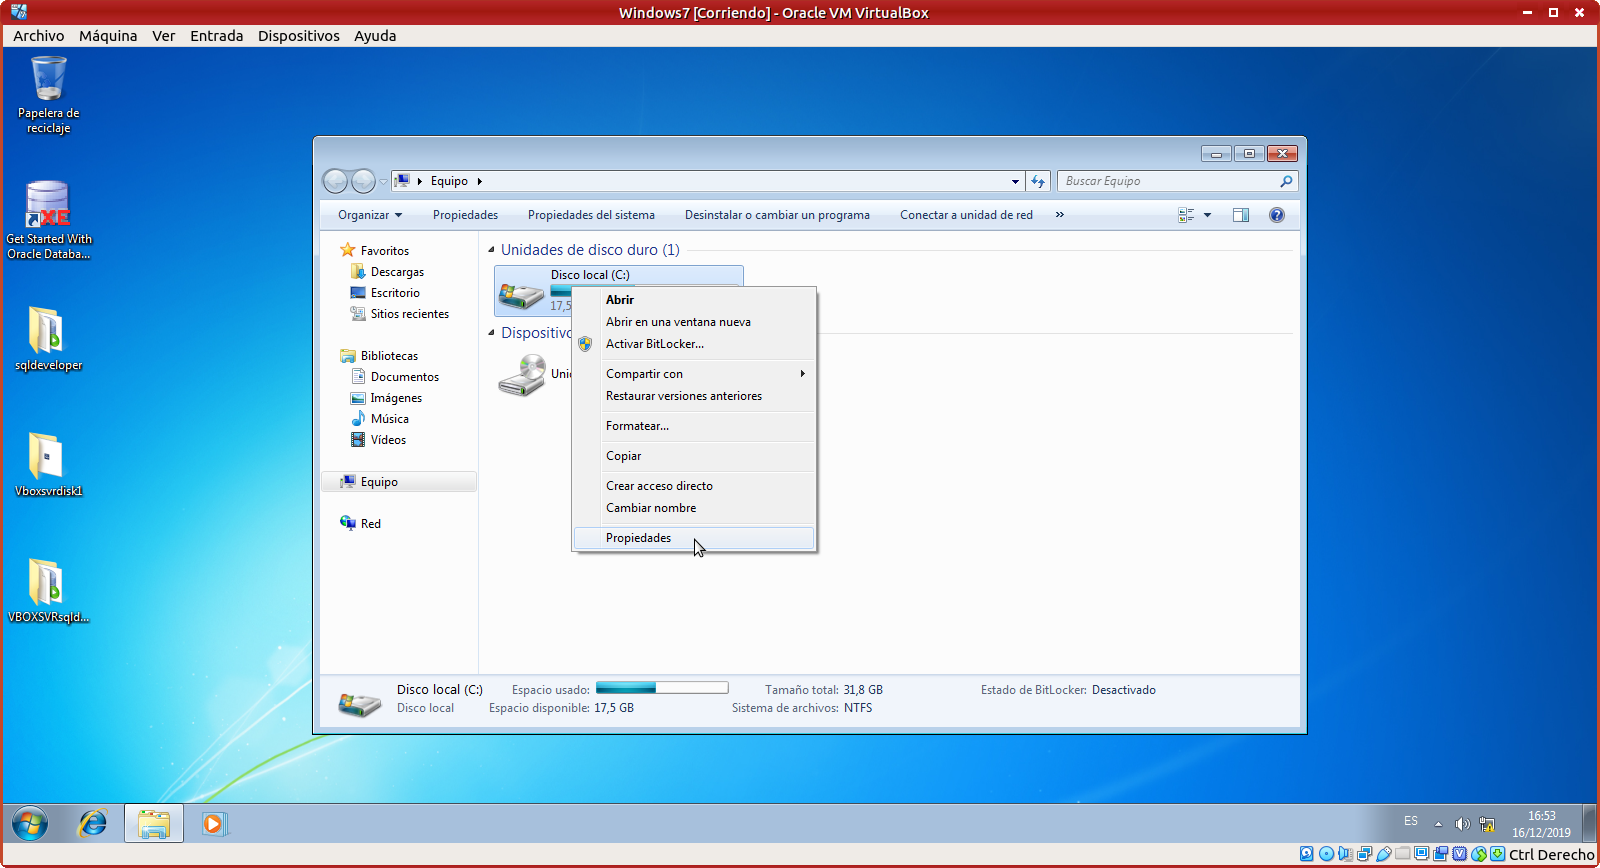 Windows7 [Corriendo] - Oracle VM VirtualBox
Archivo Máquina Ver Entrada Dispositivos Ayuda
Papelera de
reciclaje
XE
Get Started With
Oracle Databa...
sqldeveloper
Vboxsvrdisk1
VBOXSVRsqld...
Equipo
Buscar Equipo
Organizar Propiedades Propiedades del sistema Desinstalar o cambiar un programa Conectar a unidad de red »
Favoritos
Descargas
Escritorio
Sitios recientes
Bibliotecas
Documentos
Imágenes
Música
Vídeos
Equipo
Red
Unidades de disco duro (1)
Disco local (C:)
17,5
Dispositivo
Uni
Abrir
Abrir en una ventana nueva
Activar BitLocker...
Compartir con
Restaurar versiones anteriores
Formatear...
Copiar
Crear acceso directo
Cambiar nombre
Propiedades
Disco local (C:) Espacio usado: Tamaño total: 31,8 GB Estado de BitLocker: Desactivado
Disco local Espacio disponible: 17,5 GB Sistema de archivos: NTFS
ES
16:53
16/12/2019
Ctrl Derecho